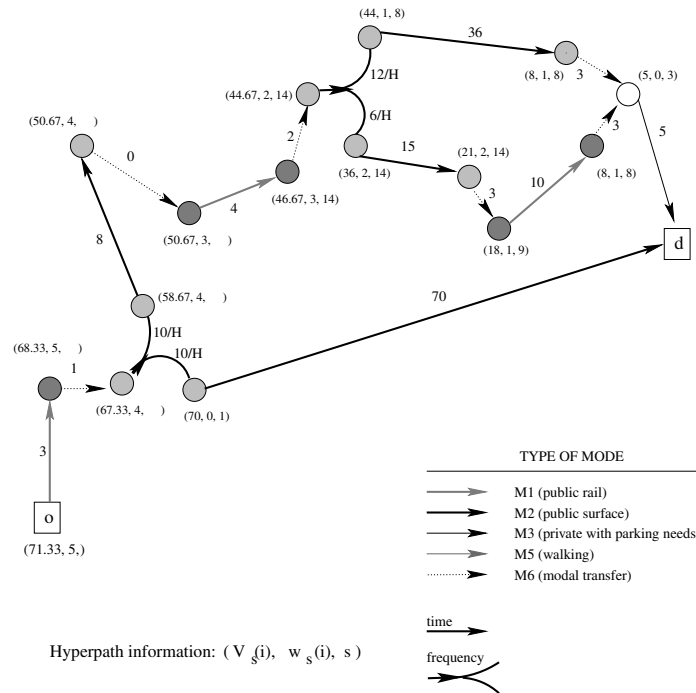 (44, 1, 8)
36
(8, 1, 8)
3
(5, 0, 3)
12/H
(44.67, 2, 14)
6/H
(50.67, 4, )
0
2
15
(36, 2, 14)
(21, 2, 14)
3
10
3
(8, 1, 8)
5
4
(46.67, 3, 14)
(50.67, 3, )
(18, 1, 9)
d
8
70
(58.67, 4, )
10/H
10/H
(68.33, 5, )
1
(67.33, 4, )
(70, 0, 1)
3
o
(71.33, 5,)
TYPE OF MODE
M1 (public rail)
M2 (public surface)
M3 (private with parking needs
M5 (walking)
M6 (modal transfer)
time
frequency
Hyperpath information: ( V s(i), w s(i), s )